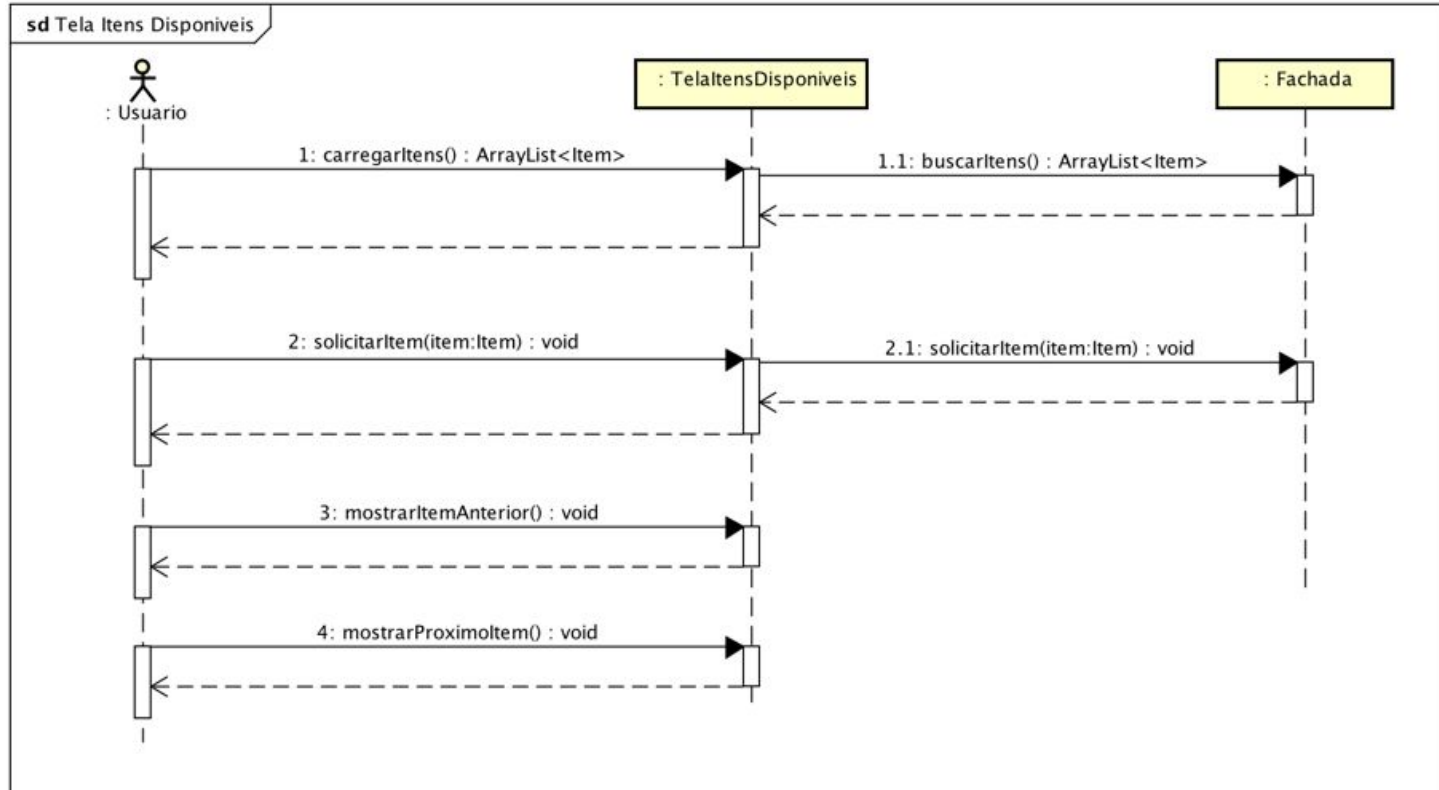 sd Tela Itens Disponiveis
: Usuario
: TelaItensDisponiveis
: Fachada
1: carregarItens() : ArrayList<Item>
1.1: buscarItens() : ArrayList<Item>
2: solicitarItem(item:Item) : void
2.1: solicitarItem(item:Item) : void
3: mostrarItemAnterior() : void
4: mostrarProximoItem() : void